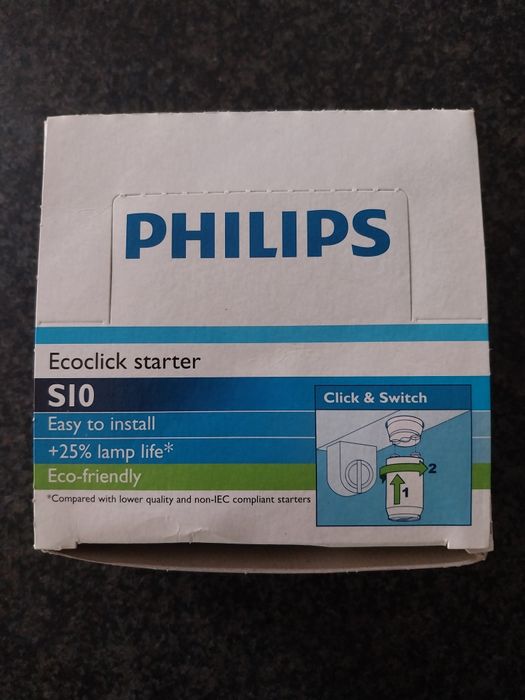 PHILIPS
Ecoclick starter
S10
Easy to install
+25% lamp life*
Eco-friendly
*Compared with lower quality and non-IEC compliant starters
Click & Switch
2
1